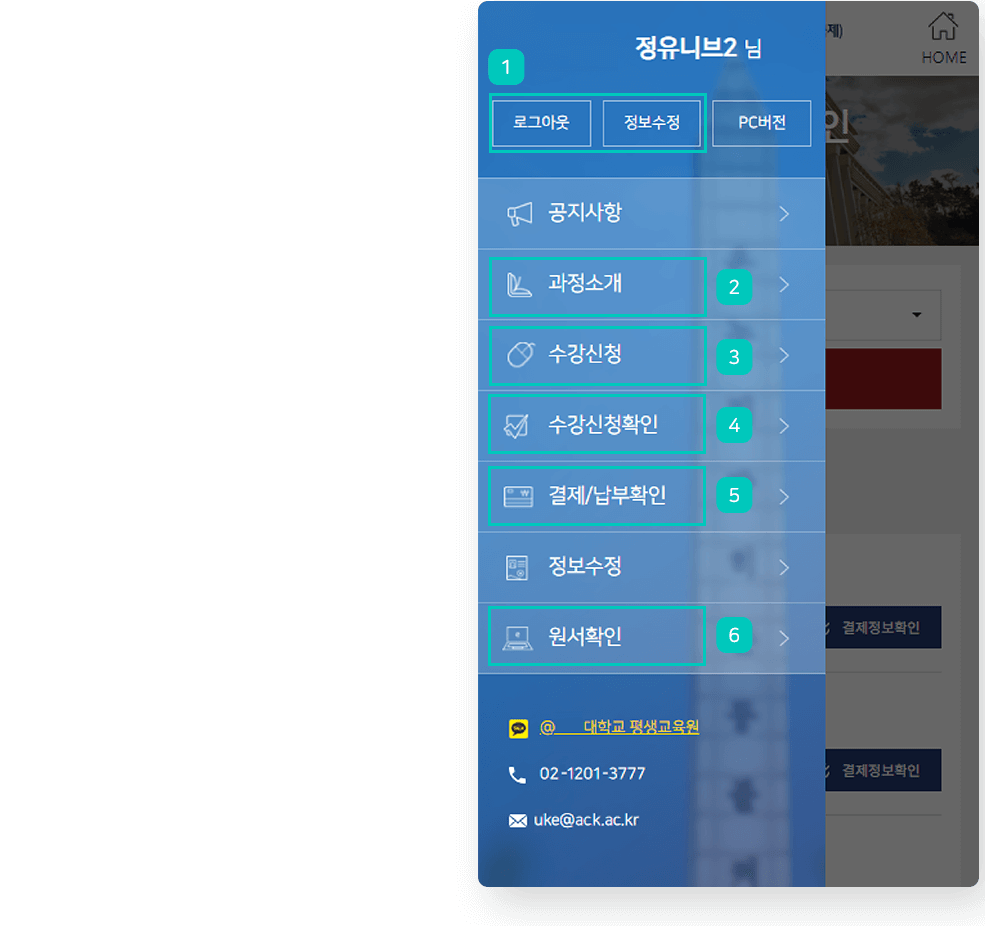 정유니브2 님
제)
HOME
1
로그아웃 정보수정 PC버전
인
공지사항
과정소개 2
수강신청 3
수강신청확인 4
결제/납부확인 5
정보수정
원서확인 6
결제정보확인
@ 대학교 평생교육원
결제정보확인
02-1201-3777
uke@ack.ac.kr